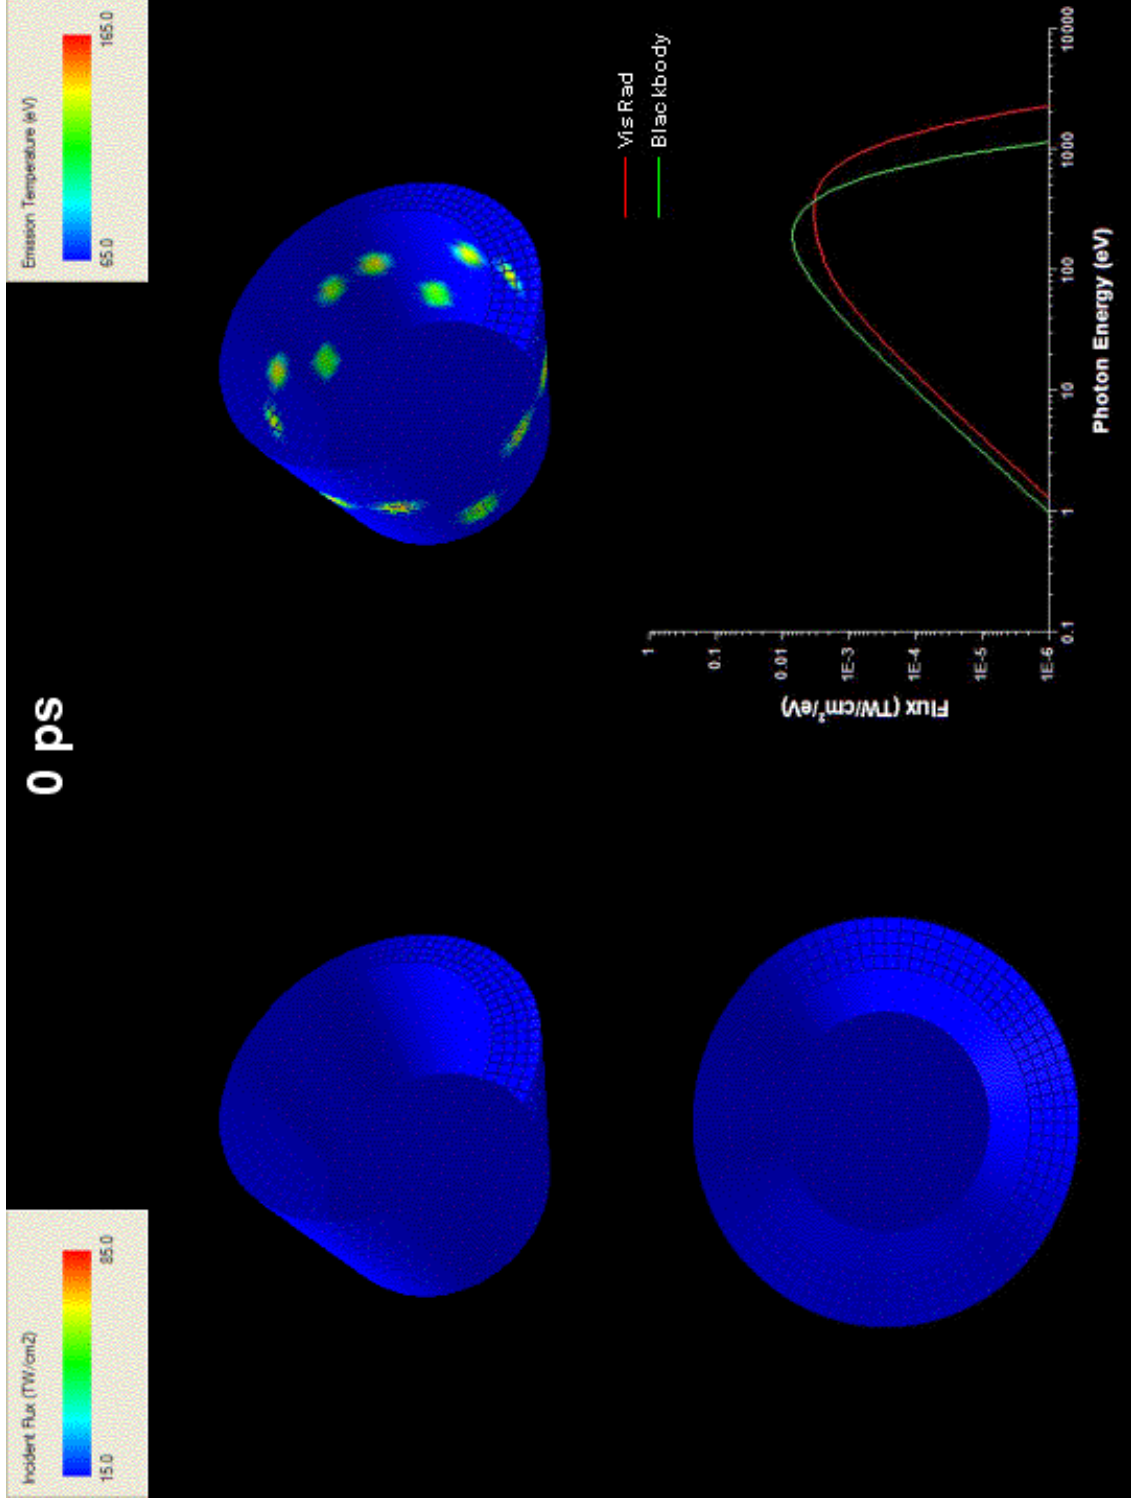 Incident Flux (TW/cm2)
15.0 85.0
0 ps
Emission Temperature (eV)
65.0 165.0
VisRad
Blackbody
Flux (TW/cm²/eV)
1
0.1
0.01
1E-3
1E-4
1E-5
1E-6
0.1 1 10 100 1000 10000
Photon Energy (eV)